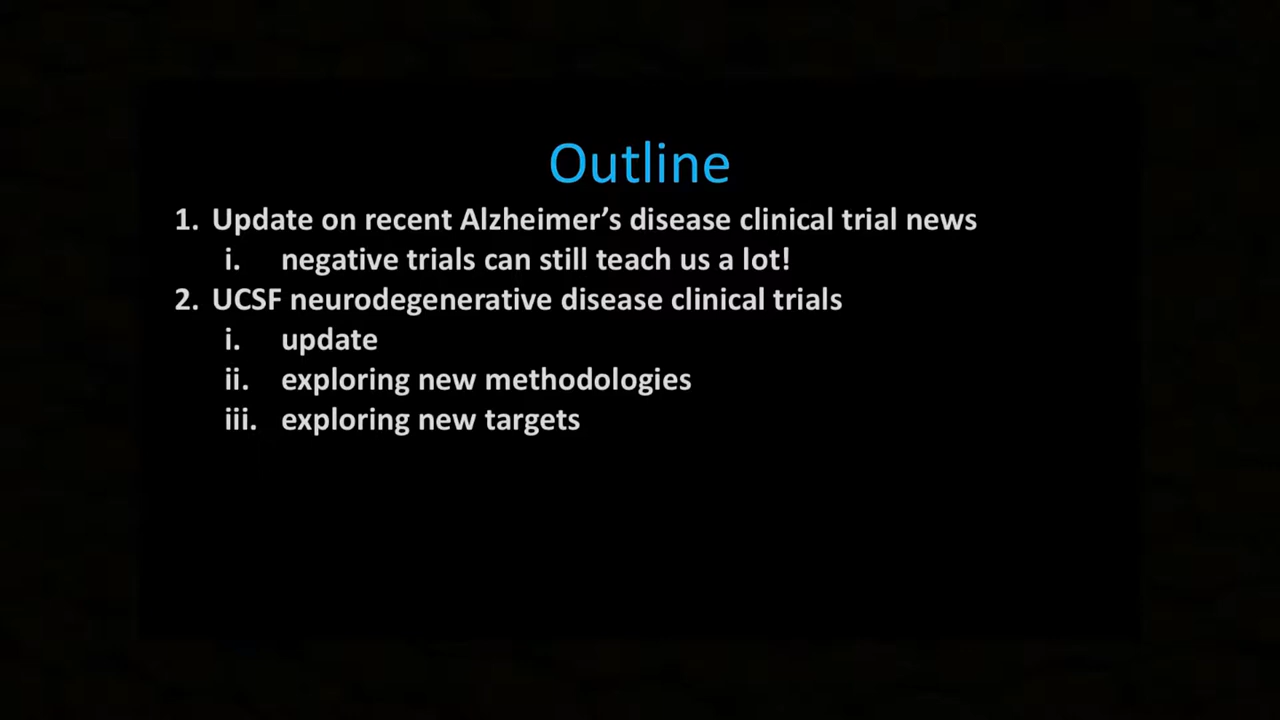 Outline
1. Update on recent Alzheimer’s disease clinical trial news
i. negative trials can still teach us a lot!
2. UCSF neurodegenerative disease clinical trials
i. update
ii. exploring new methodologies
iii. exploring new targets